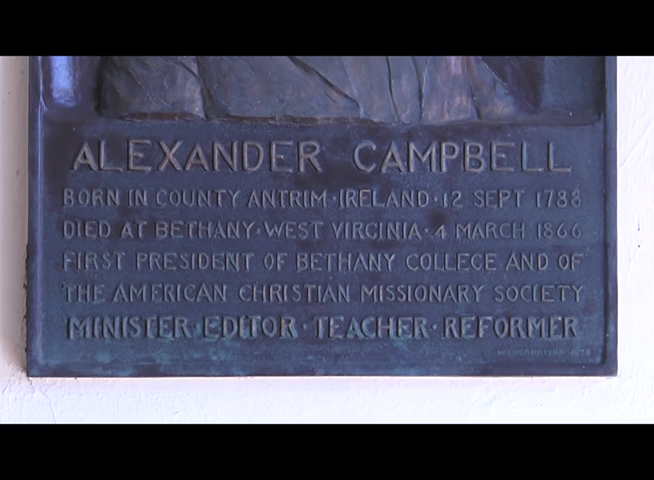 ALEXANDER CAMPBELL
BORN IN COUNTY ANTRIM·IRELAND·12 SEPT 1788
DIED AT BETHANY·WEST VIRGINIA·4 MARCH 1866
FIRST PRESIDENT OF BETHANY COLLEGE AND OF
THE AMERICAN CHRISTIAN MISSIONARY SOCIETY
MINISTER·EDITOR·TEACHER·REFORMER